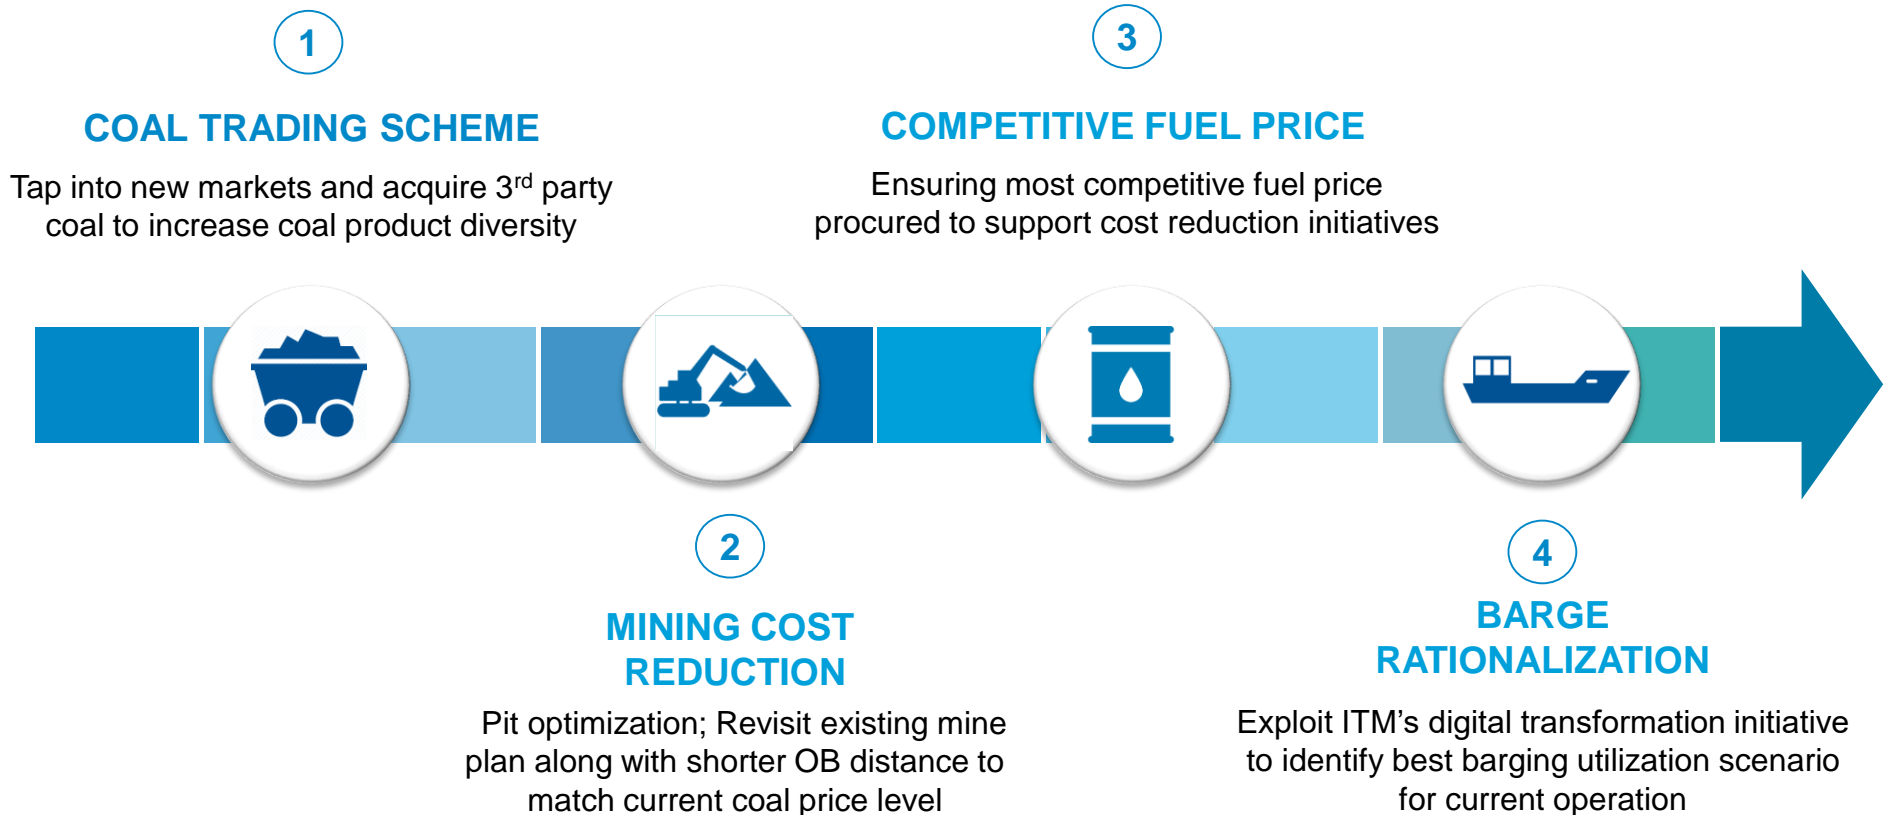 1
COAL TRADING SCHEME
Tap into new markets and acquire 3rd party
coal to increase coal product diversity
2
MINING COST
REDUCTION
Pit optimization; Revisit existing mine
plan along with shorter OB distance to
match current coal price level
3
COMPETITIVE FUEL PRICE
Ensuring most competitive fuel price
procured to support cost reduction initiatives
4
BARGE
RATIONALIZATION
Exploit ITM’s digital transformation initiative
to identify best barging utilization scenario
for current operation